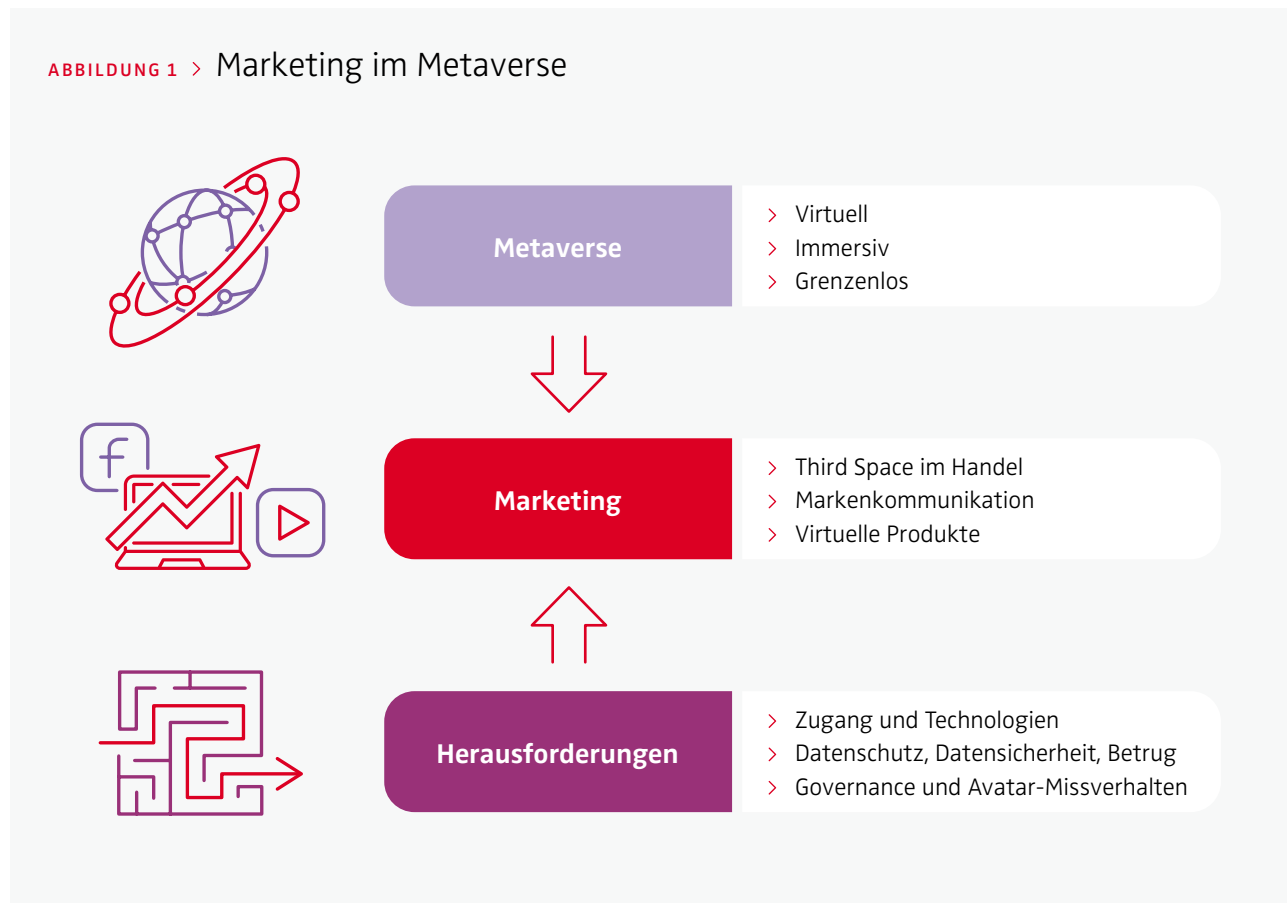 ABBILDUNG 1 > Marketing im Metaverse
Metaverse
> Virtuell
> Immersiv
> Grenzenlos
Marketing
> Third Space im Handel
> Markenkommunikation
> Virtuelle Produkte
Herausforderungen
> Zugang und Technologien
> Datenschutz, Datensicherheit, Betrug
> Governance und Avatar-Missverhalten